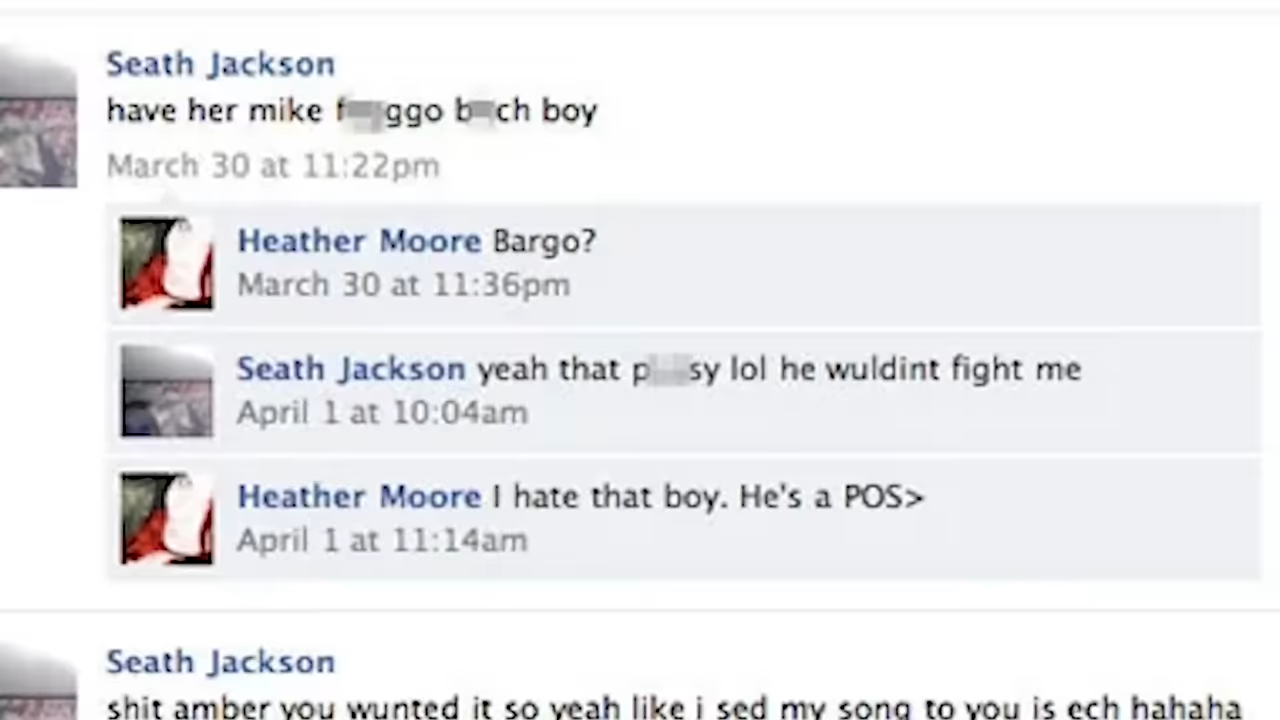 Seath Jackson
have her mike f ggo b ch boy
March 30 at 11:22pm
Heather Moore Bargo?
March 30 at 11:36pm
Seath Jackson yeah that p sy lol he wuldint fight me
April 1 at 10:04am
Heather Moore I hate that boy. He's a POS>
April 1 at 11:14am
Seath Jackson
shit amber you wunted it so yeah like i sed my song to you is ech hahaha